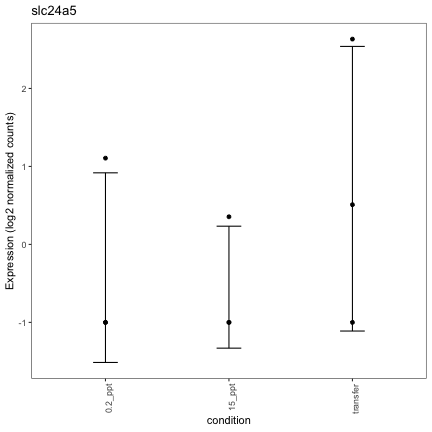 slc24a5
Expression (log2 normalized counts)
2
1
0
-1
0.2_ppt
15_ppt
transfer
condition